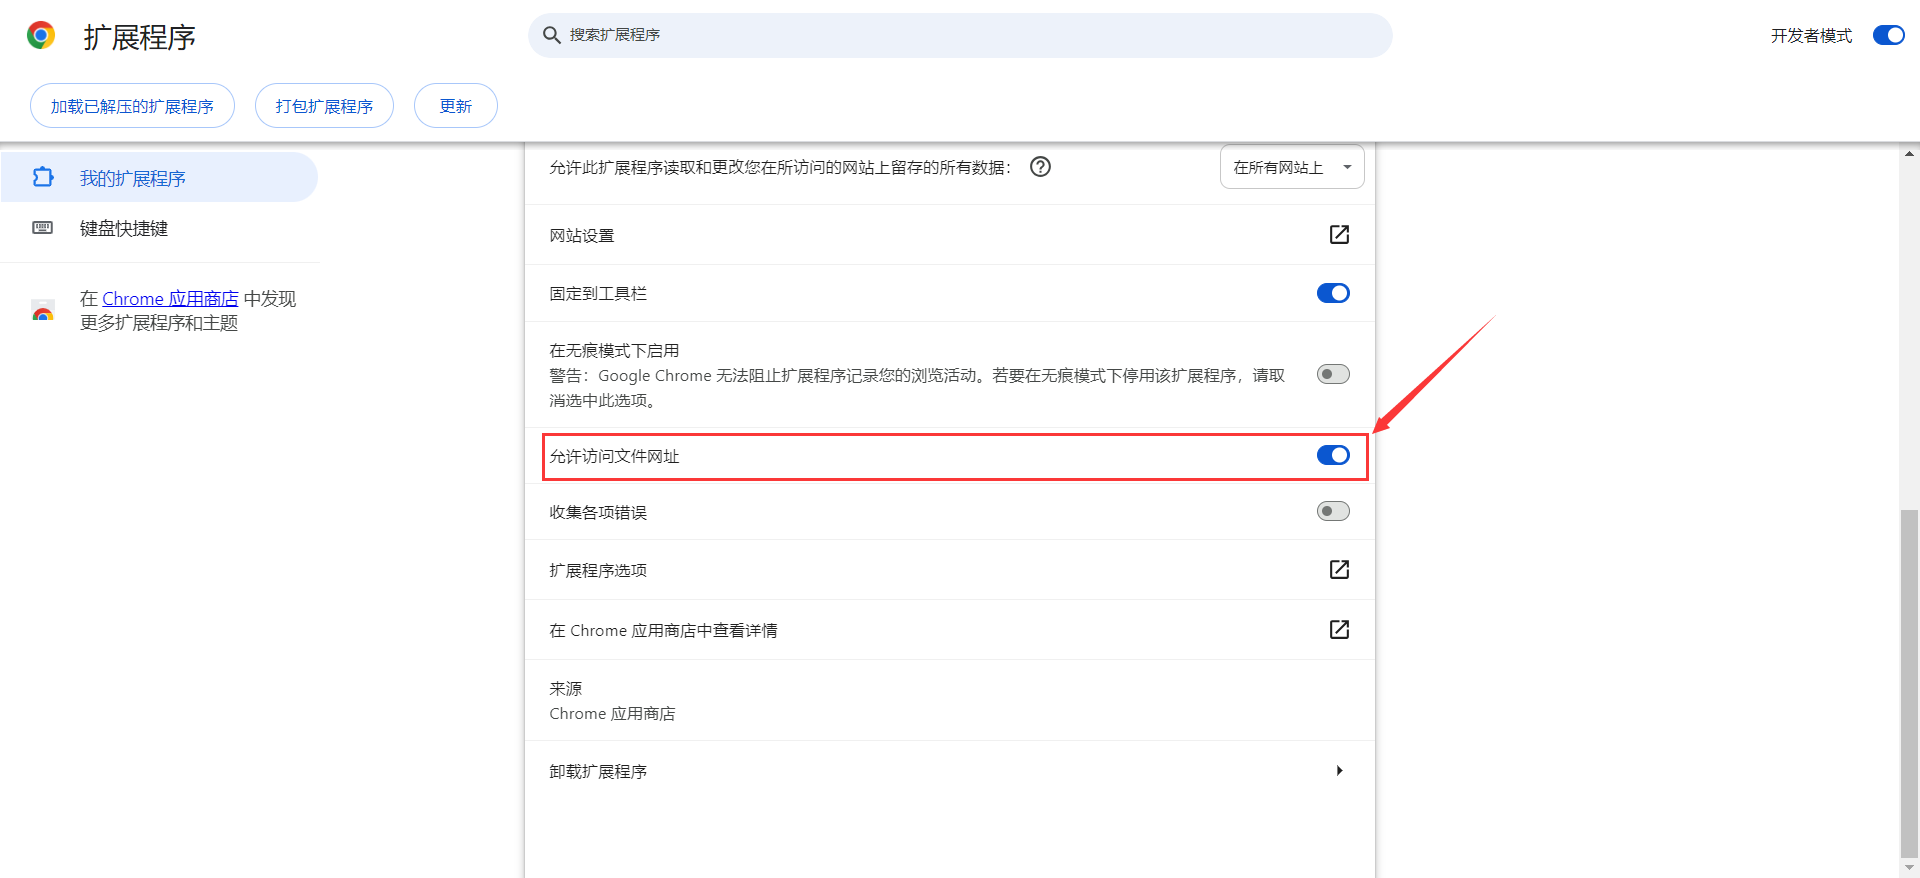 扩展程序
搜索扩展程序
开发者模式
加载已解压的扩展程序
打包扩展程序
更新
我的扩展程序
键盘快捷键
在 Chrome 应用商店 中发现
更多扩展程序和主题
允许此扩展程序读取和更改您在所访问的网站上留存的所有数据：
在所有网站上
网站设置
固定到工具栏
在无痕模式下启用
警告：Google Chrome 无法阻止扩展程序记录您的浏览活动。若要在无痕模式下停用该扩展程序，请取
消选中此选项。
允许访问文件网址
收集各项错误
扩展程序选项
在 Chrome 应用商店中查看详情
来源
Chrome 应用商店
卸载扩展程序